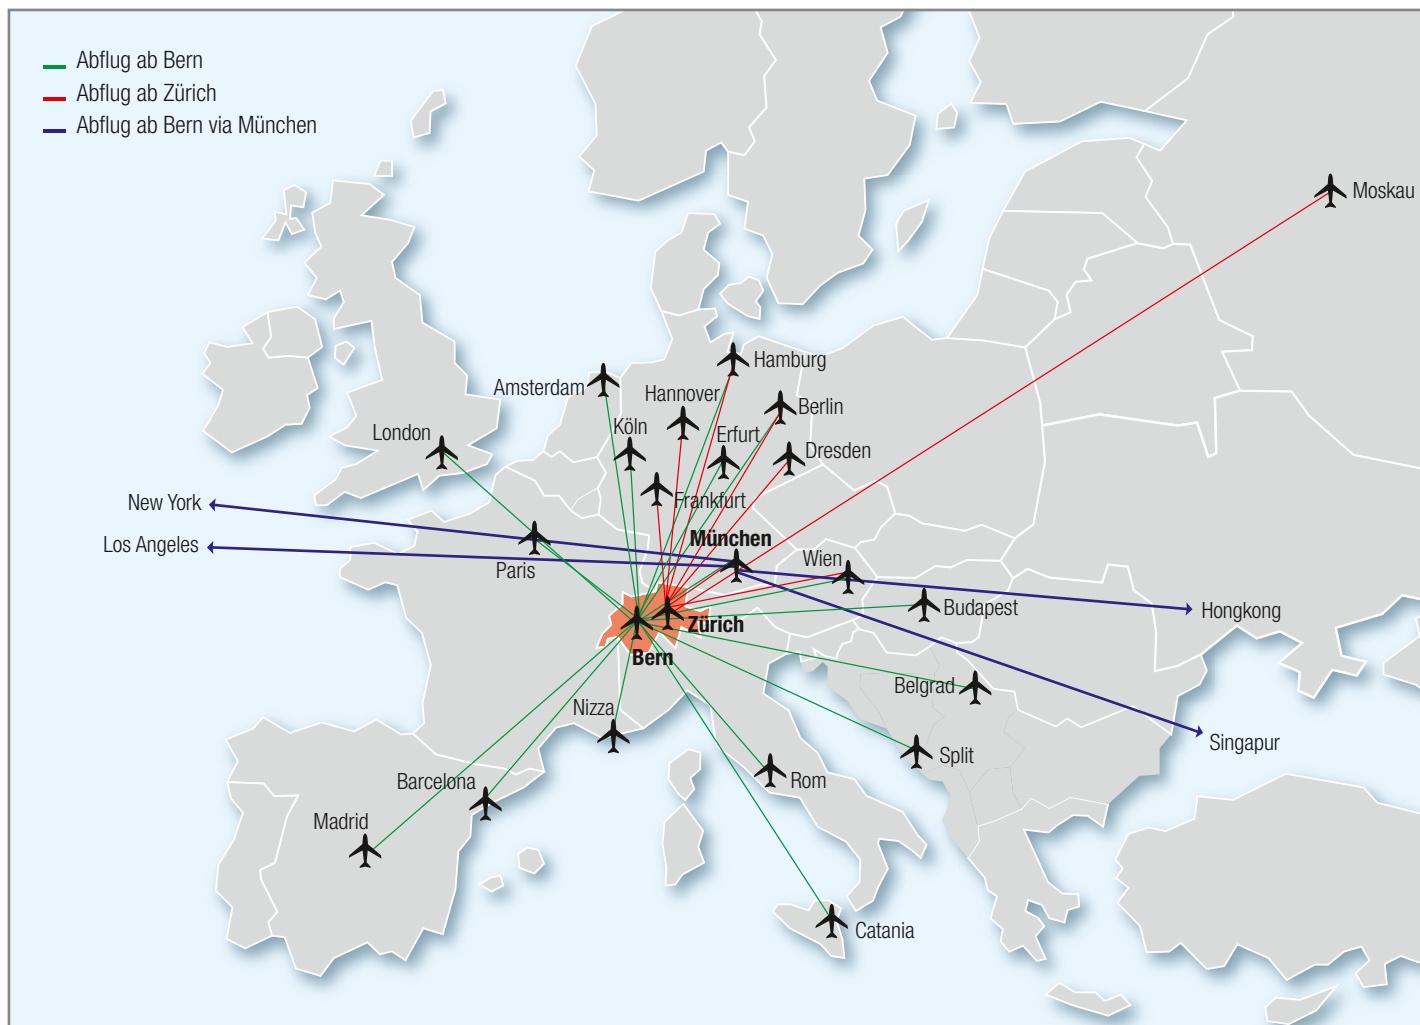 Abflug ab Bern
Abflug ab Zürich
Abflug ab Bern via München
Moskau
Hamburg
Amsterdam
Hannover
Berlin
Köln
Erfurt
London
Dresden
Frankfurt
New York
München
Los Angeles
Wien
Paris
Budapest
Hongkong
Zürich
Bern
Belgrad
Nizza
Singapur
Split
Barcelona
Rom
Madrid
Catania